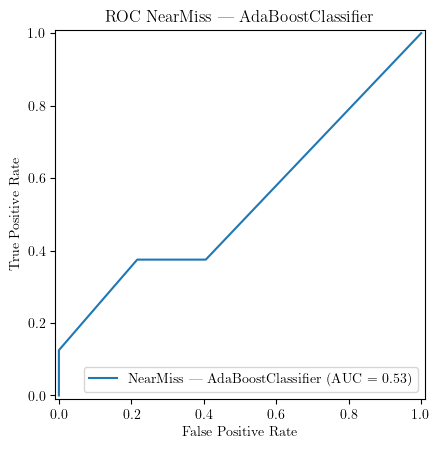 ROC NearMiss — AdaBoostClassifier
1.0
0.8
0.6
0.4
0.2
0.0
True Positive Rate
NearMiss — AdaBoostClassifier (AUC = 0.53)
0.0 0.2 0.4 0.6 0.8 1.0
False Positive Rate